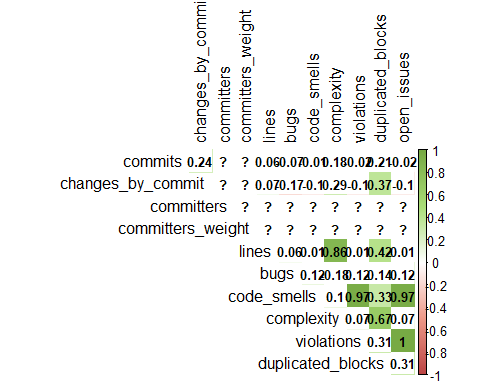 changes_by_commi
committers
committers_weight
lines
bugs
code_smells
complexity
violations
duplicated_blocks
open_issues
commits 0.24 ? ? 0.06 -0.07 0.01 0.18 0.02 0.21 -0.02
changes_by_commit ? ? 0.07 -0.17 -0.1 0.29 -0.1 0.37 -0.1
committers ? ? ? ? ? ? ? ?
committers_weight ? ? ? ? ? ? ?
lines 0.06 0.01 0.86 0.01 0.42 0.01
bugs 0.12 0.18 0.12 0.14 0.12
code_smells 0.1 0.97 0.33 0.97
complexity 0.07 0.67 0.07
violations 0.31 1
duplicated_blocks 0.31
1
0.8
0.6
0.4
0.2
0
-0.2
-0.4
-0.6
-0.8
-1